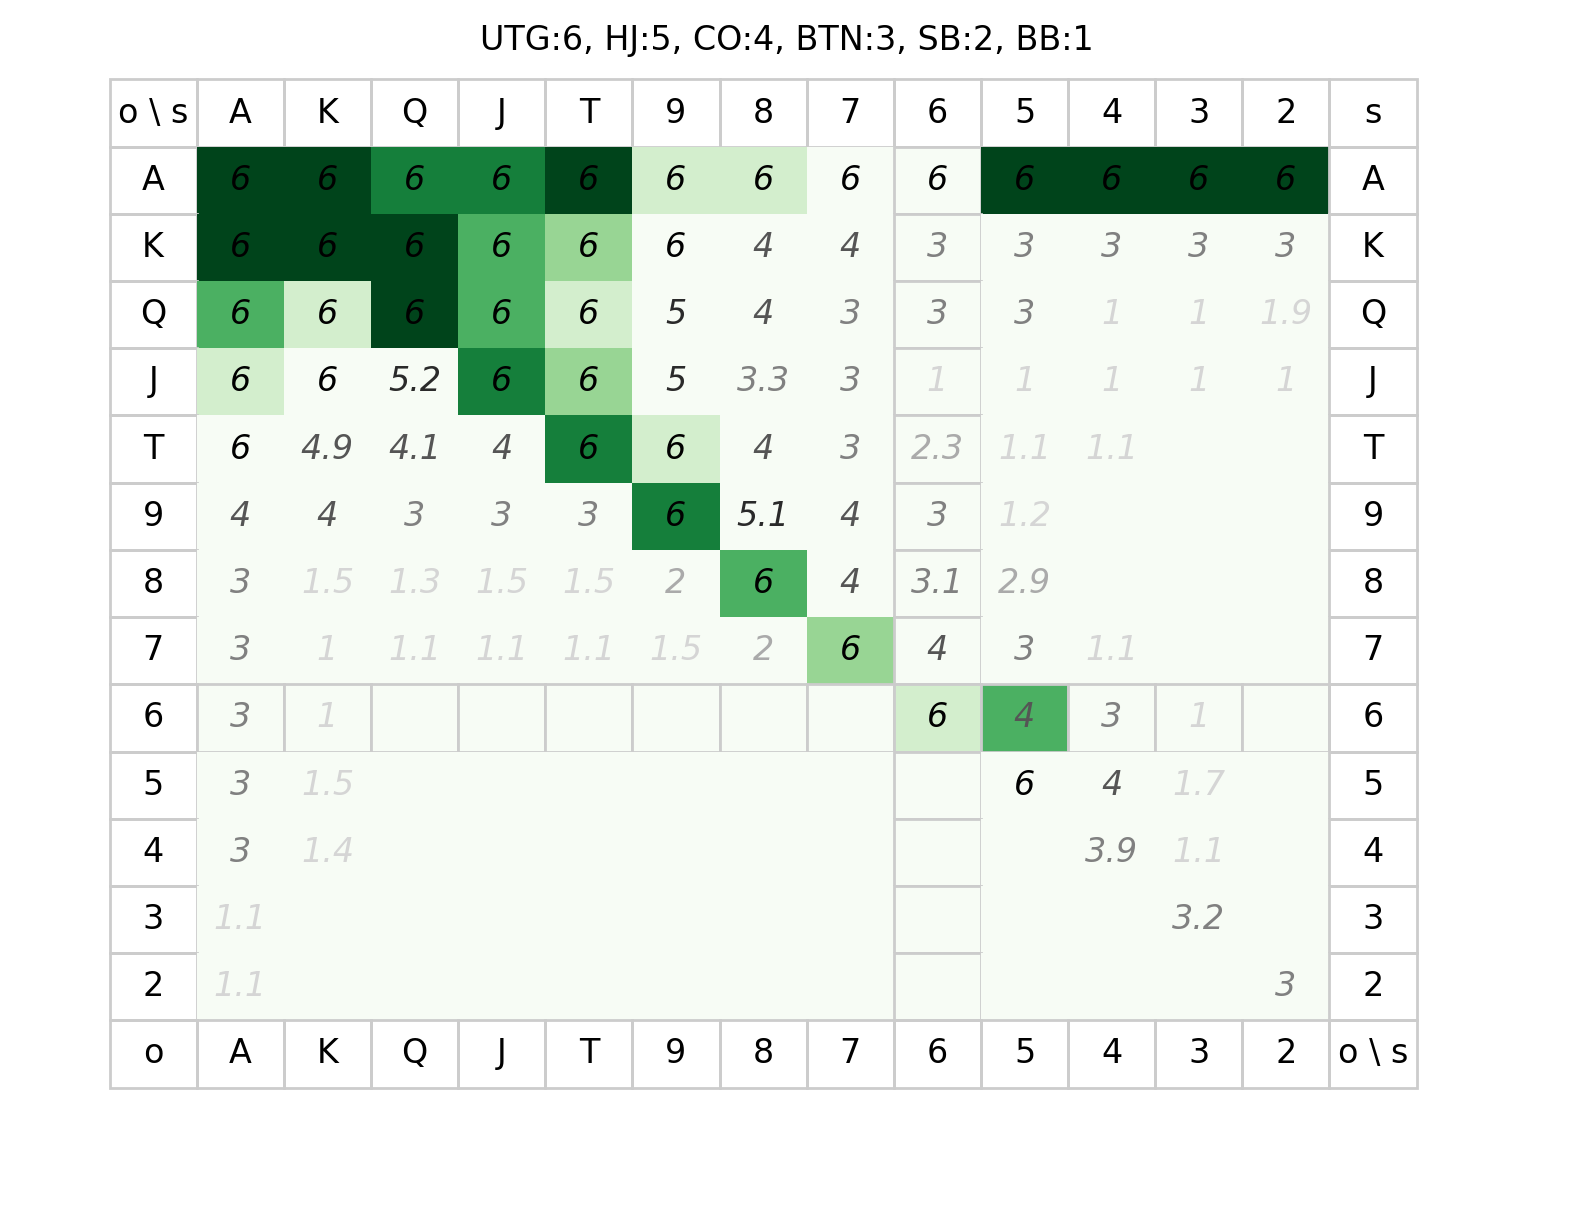 UTG:6, HJ:5, CO:4, BTN:3, SB:2, BB:1
o \ s A K Q J T 9 8 7 6 5 4 3 2 s
A 6 6 6 6 6 6 6 6 6 6 6 6 6 A
K 6 6 6 6 6 6 4 4 3 3 3 3 3 K
Q 6 6 6 6 6 5 4 3 3 3 1 1 1.9 Q
J 6 6 5.2 6 6 5 3.3 3 1 1 1 1 1 J
T 6 4.9 4.1 4 6 6 4 3 2.3 1.1 1.1 T
9 4 4 3 3 3 6 5.1 4 3 1.2 9
8 3 1.5 1.3 1.5 1.5 2 6 4 3.1 2.9 8
7 3 1 1.1 1.1 1.1 1.5 2 6 4 3 1.1 7
6 3 1 6 4 3 1 6
5 3 1.5 6 4 1.7 5
4 3 1.4 3.9 1.1 4
3 1.1 3.2 3
2 1.1 3 2
o A K Q J T 9 8 7 6 5 4 3 2 o \ s